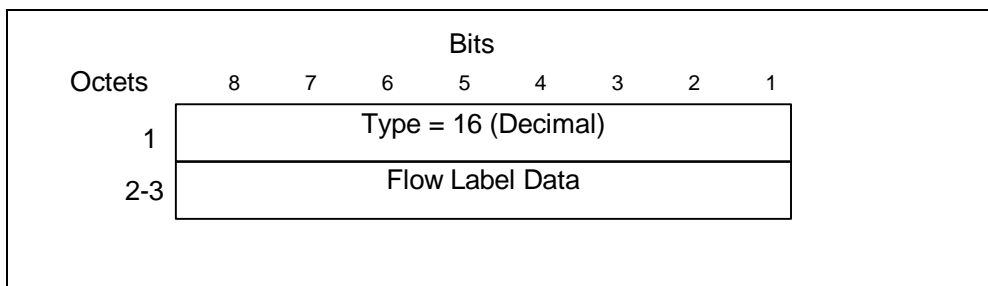 Bits
Octets 8 7 6 5 4 3 2 1
1 Type = 16 (Decimal)
2-3 Flow Label Data